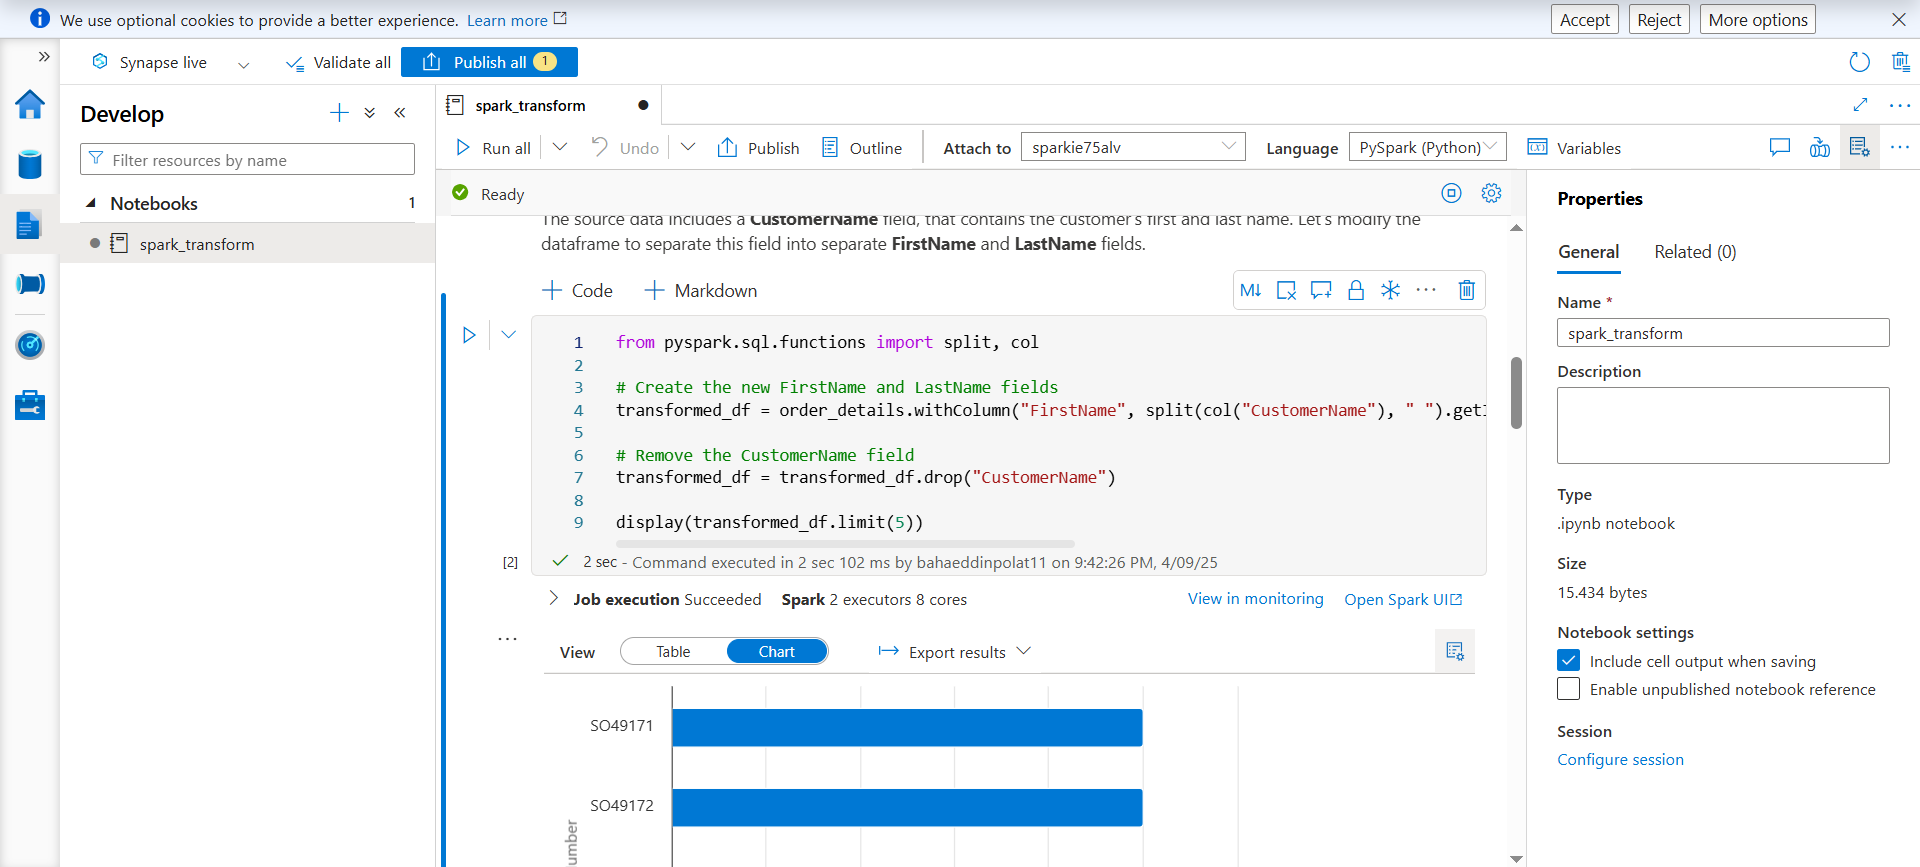 We use optional cookies to provide a better experience. Learn more
Accept
Reject
More options
Synapse live
Validate all
Publish all 1
Develop
Filter resources by name
Notebooks 1
spark_transform
spark_transform
Run all
Undo
Publish
Outline
Attach to sparkie75alv
Language PySpark (Python)
Variables
Ready
The source data includes a CustomerName field, that contains the customer's first and last name. Let's modify the
dataframe to separate this field into separate FirstName and LastName fields.
Code
Markdown
M↓
1 from pyspark.sql.functions import split, col
2
3 # Create the new FirstName and LastName fields
4 transformed_df = order_details.withColumn("FirstName", split(col("CustomerName"), " ").getI
5
6 # Remove the CustomerName field
7 transformed_df = transformed_df.drop("CustomerName")
8
9 display(transformed_df.limit(5))
[2] 2 sec - Command executed in 2 sec 102 ms by bahaeddinpolat11 on 9:42:26 PM, 4/09/25
Job execution Succeeded Spark 2 executors 8 cores
View in monitoring
Open Spark UI
View
Table
Chart
Export results
SO49171
SO49172
Properties
General
Related (0)
Name *
spark_transform
Description
Type
.ipynb notebook
Size
15.434 bytes
Notebook settings
Include cell output when saving
Enable unpublished notebook reference
Session
Configure session